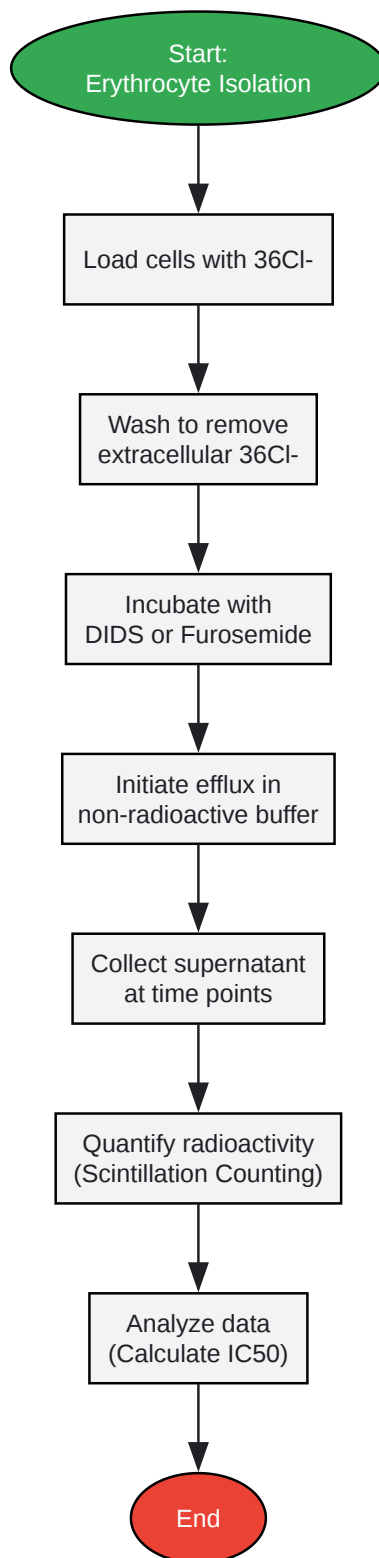 Start:
Erythrocyte Isolation
Load cells with 36Cl-
Wash to remove
extracellular 36Cl-
Incubate with
DIDS or Furosemide
Initiate efflux in
non-radioactive buffer
Collect supernatant
at time points
Quantify radioactivity
(Scintillation Counting)
Analyze data
(Calculate IC50)
End